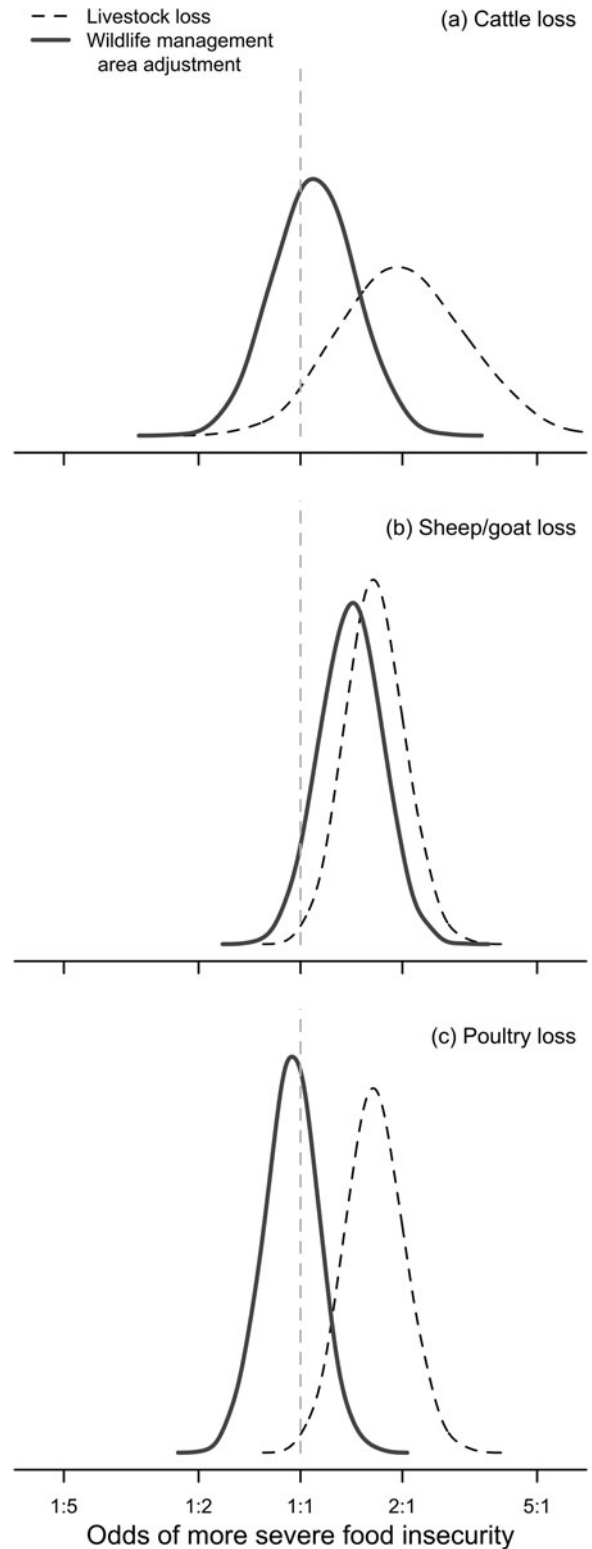 Livestock loss
Wildlife management
area adjustment
(a) Cattle loss
(b) Sheep/goat loss
(c) Poultry loss
1:5 1:2 1:1 2:1 5:1
Odds of more severe food insecurity